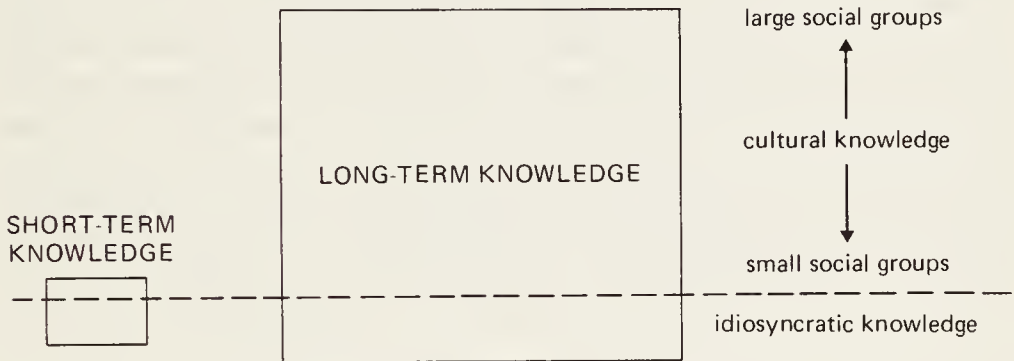 large social groups
cultural knowledge
LONG-TERM KNOWLEDGE
SHORT-TERM
KNOWLEDGE
small social groups
idiosyncratic knowledge